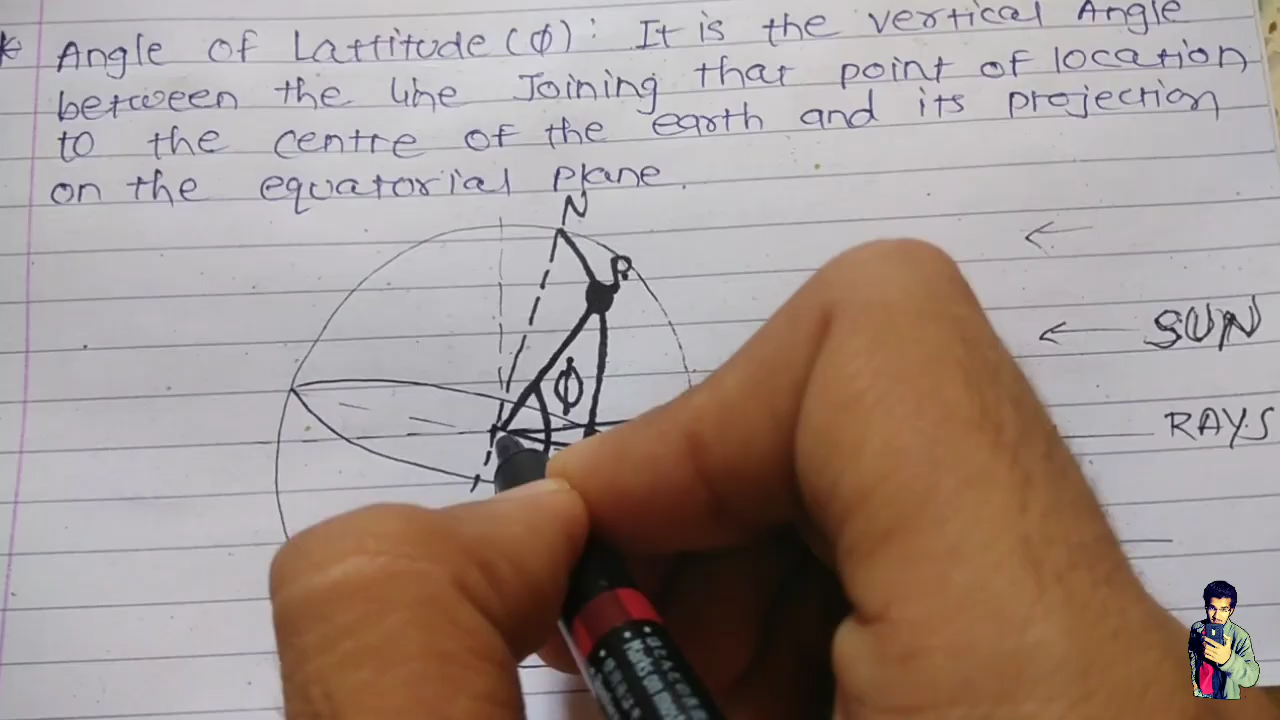 Angle of Lattitude (ϕ): It is the vertical Angle
between the line Joining that point of location
to the centre of the earth and its projection
on the equatorial plane.
N
P
ϕ
SUN
RAYS